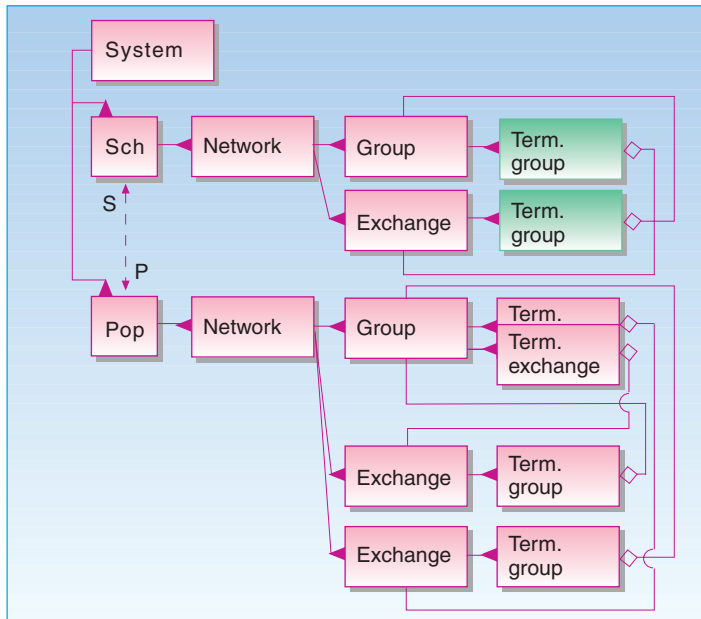 System
Sch
Network
Group
Term.
group
S
Exchange
Term.
group
P
Pop
Network
Group
Term.
Term.
exchange
Exchange
Term.
group
Exchange
Term.
group